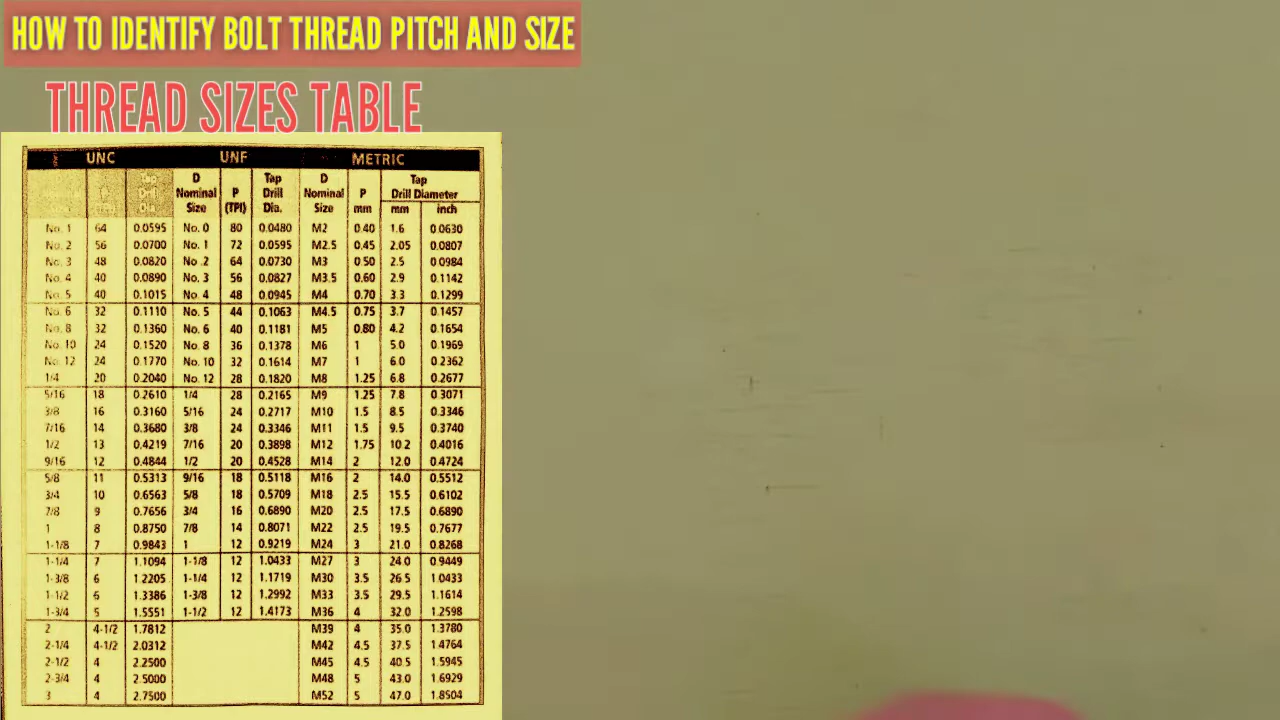 HOW TO IDENTIFY BOLT THREAD PITCH AND SIZE
THREAD SIZES TABLE
UNC UNF METRIC
Tap D Tap D Tap
Drill Nominal P Drill Nominal P Drill Diameter
Dia. Size (TPI) Dia. Size mm mm inch
No. 1 64 0.0595 No. 0 80 0.0480 M2 0.40 1.6 0.0630
No. 2 56 0.0700 No. 1 72 0.0595 M2.5 0.45 2.05 0.0807
No. 3 48 0.0820 No .2 64 0.0730 M3 0.50 2.5 0.0984
No. 4 40 0.0890 No. 3 56 0.0827 M3.5 0.60 2.9 0.1142
No. 5 40 0.1015 No. 4 48 0.0945 M4 0.70 3.3 0.1299
No. 6 32 0.1110 No. 5 44 0.1063 M4.5 0.75 3.7 0.1457
No. 8 32 0.1360 No. 6 40 0.1181 M5 0.80 4.2 0.1654
No. 10 24 0.1520 No. 8 36 0.1378 M6 1 5.0 0.1969
No. 12 24 0.1770 No. 10 32 0.1614 M7 1 6.0 0.2362
1/4 20 0.2040 No. 12 28 0.1820 M8 1.25 6.8 0.2677
5/16 18 0.2610 1/4 28 0.2165 M9 1.25 7.8 0.3071
3/8 16 0.3160 5/16 24 0.2717 M10 1.5 8.5 0.3346
7/16 14 0.3680 3/8 24 0.3346 M11 1.5 9.5 0.3740
1/2 13 0.4219 7/16 20 0.3898 M12 1.75 10.2 0.4016
9/16 12 0.4844 1/2 20 0.4528 M14 2 12.0 0.4724
5/8 11 0.5313 9/16 18 0.5118 M16 2 14.0 0.5512
3/4 10 0.6563 5/8 18 0.5709 M18 2.5 15.5 0.6102
7/8 9 0.7656 3/4 16 0.6890 M20 2.5 17.5 0.6890
1 8 0.8750 7/8 14 0.8071 M22 2.5 19.5 0.7677
1-1/8 7 0.9843 1 12 0.9219 M24 3 21.0 0.8268
1-1/4 7 1.1094 1-1/8 12 1.0433 M27 3 24.0 0.9449
1-3/8 6 1.2205 1-1/4 12 1.1719 M30 3.5 26.5 1.0433
1-1/2 6 1.3386 1-3/8 12 1.2992 M33 3.5 29.5 1.1614
1-3/4 5 1.5551 1-1/2 12 1.4173 M36 4 32.0 1.2598
2 4-1/2 1.7812 M39 4 35.0 1.3780
2-1/4 4-1/2 2.0312 M42 4.5 37.5 1.4764
2-1/2 4 2.2500 M45 4.5 40.5 1.5945
2-3/4 4 2.5000 M48 5 43.0 1.6929
3 4 2.7500 M52 5 47.0 1.8504